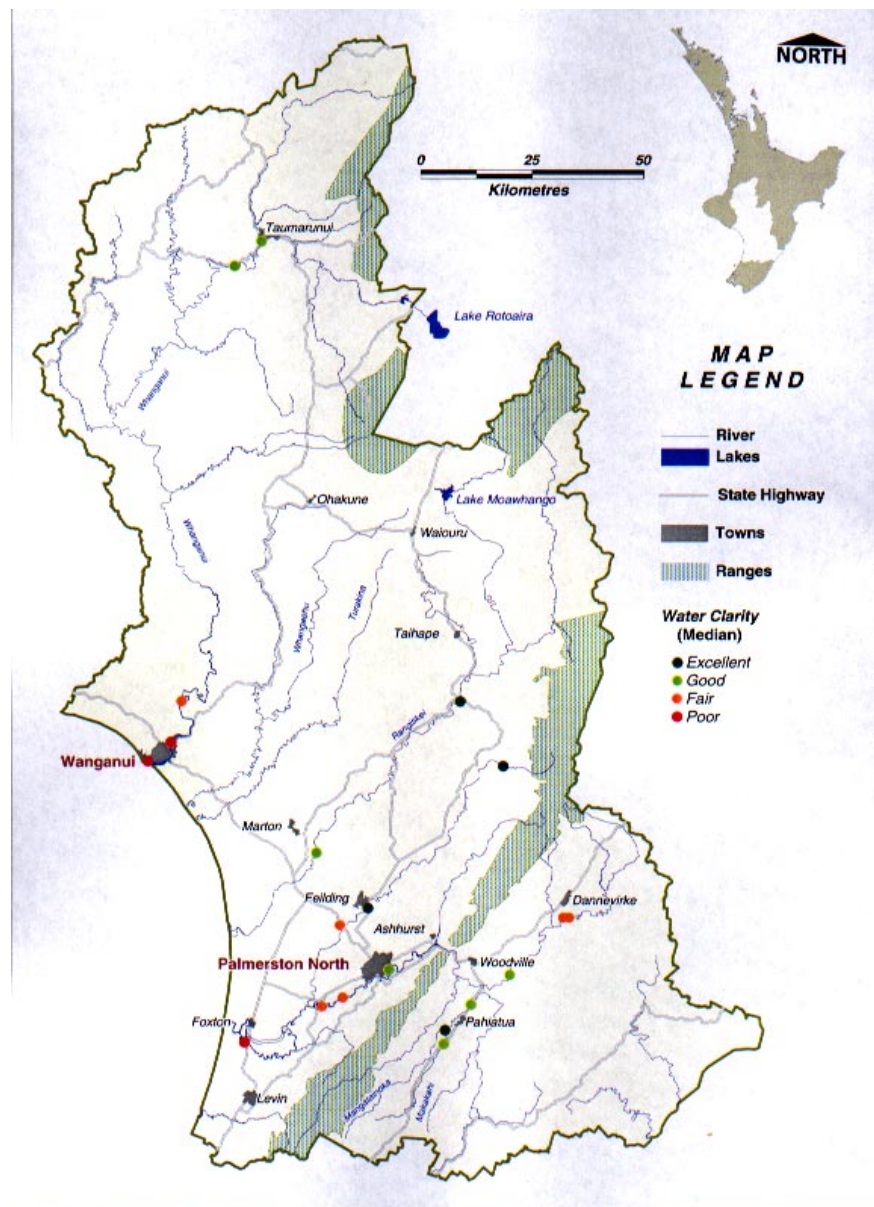 NORTH
0 25 50
Kilometres
Taumarunui
Lake Rotoaira
MAP
LEGEND
River
Lakes
State Highway
Towns
Ranges
Water Clarity
(Median)
Excellent
Good
Fair
Poor
Whanganui
Ohakune
Lake Moawhango
Waiouru
Whanganui
Whangaehu
Turakina
Taihape
Rangitikei
Wanganui
Marton
Feilding
Dannevirke
Ashhurst
Palmerston North
Woodville
Foxton
Pahiatua
Levin
Mangatainoka
Makakahi